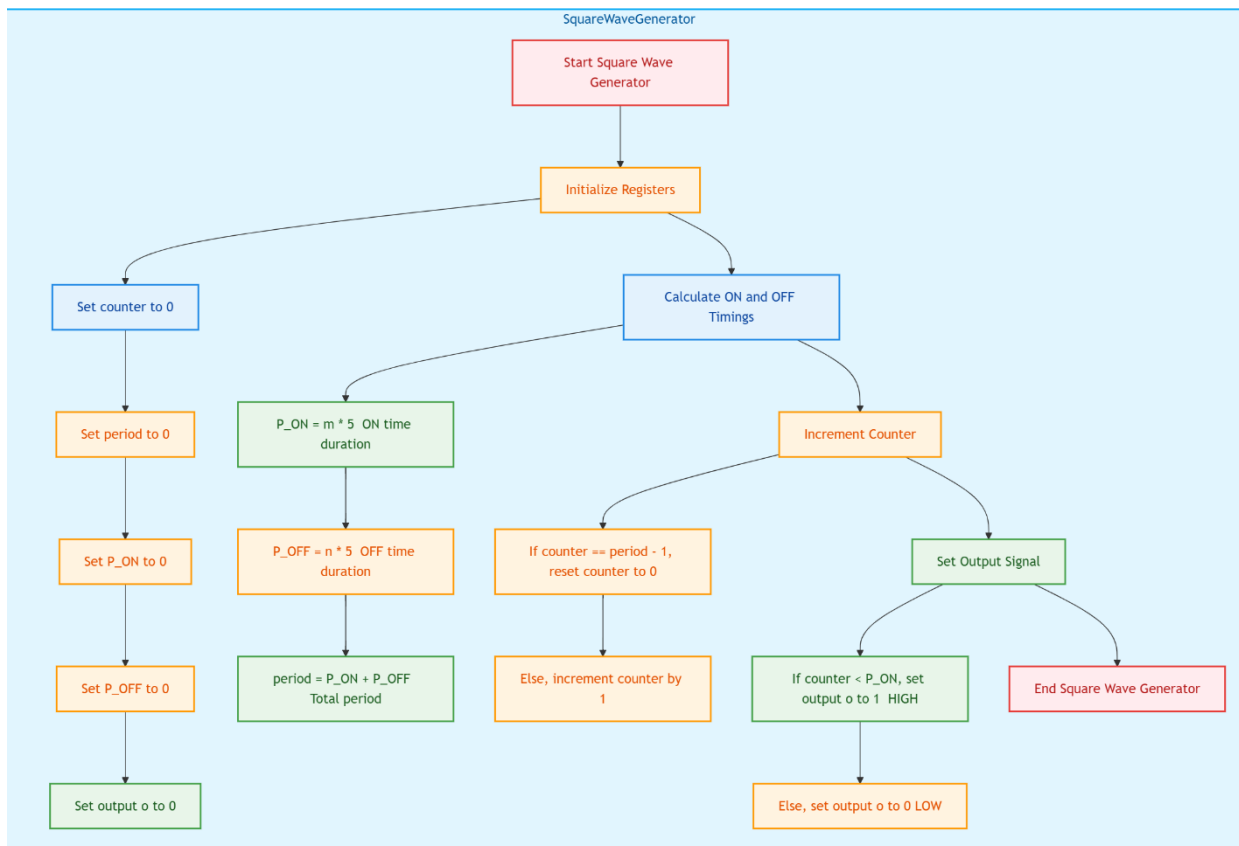 SquareWaveGenerator
Start Square Wave
Generator
Initialize Registers
Set counter to 0
Calculate ON and OFF
Timings
Set period to 0
P_ON = m * 5 ON time
duration
Increment Counter
Set P_ON to 0
P_OFF = n * 5 OFF time
duration
If counter == period - 1,
reset counter to 0
Set Output Signal
Set P_OFF to 0
period = P_ON + P_OFF
Total period
Else, increment counter by
1
If counter < P_ON, set
output o to 1 HIGH
End Square Wave Generator
Set output o to 0
Else, set output o to 0 LOW